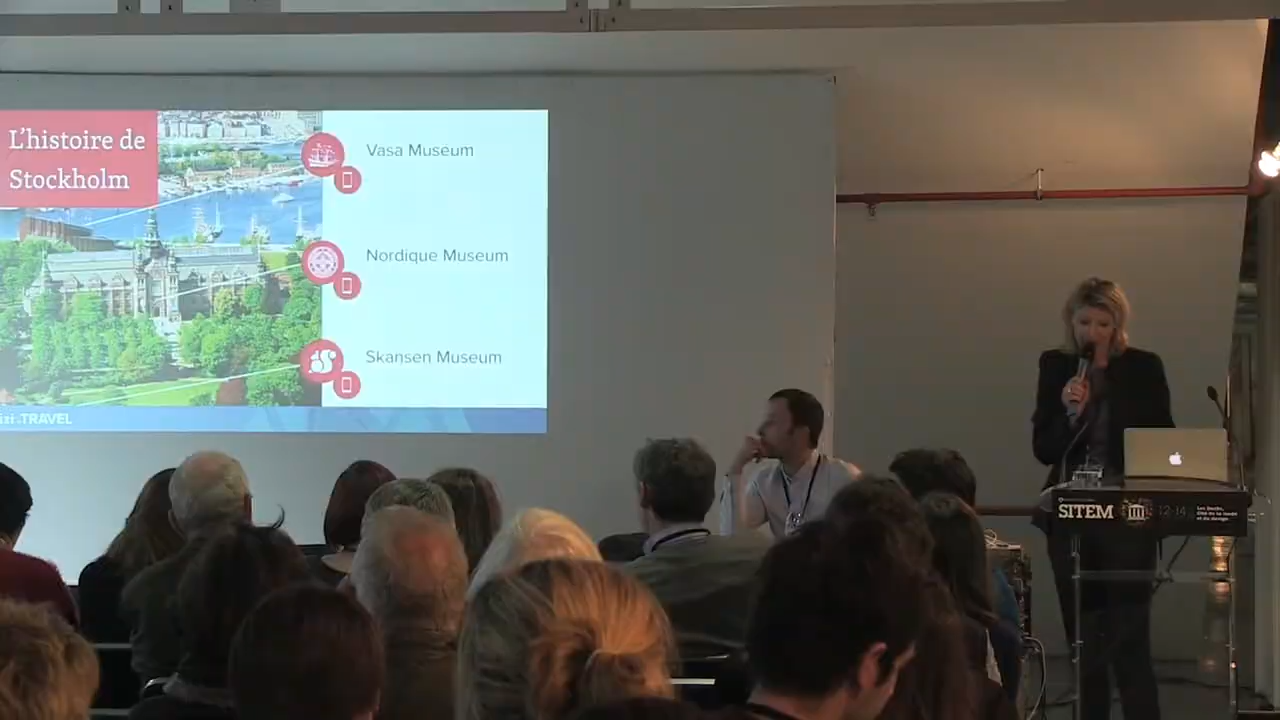 L'histoire de
Stockholm
Vasa Museum
Nordique Museum
Skansen Museum
izi.TRAVEL
SITEM
12-14